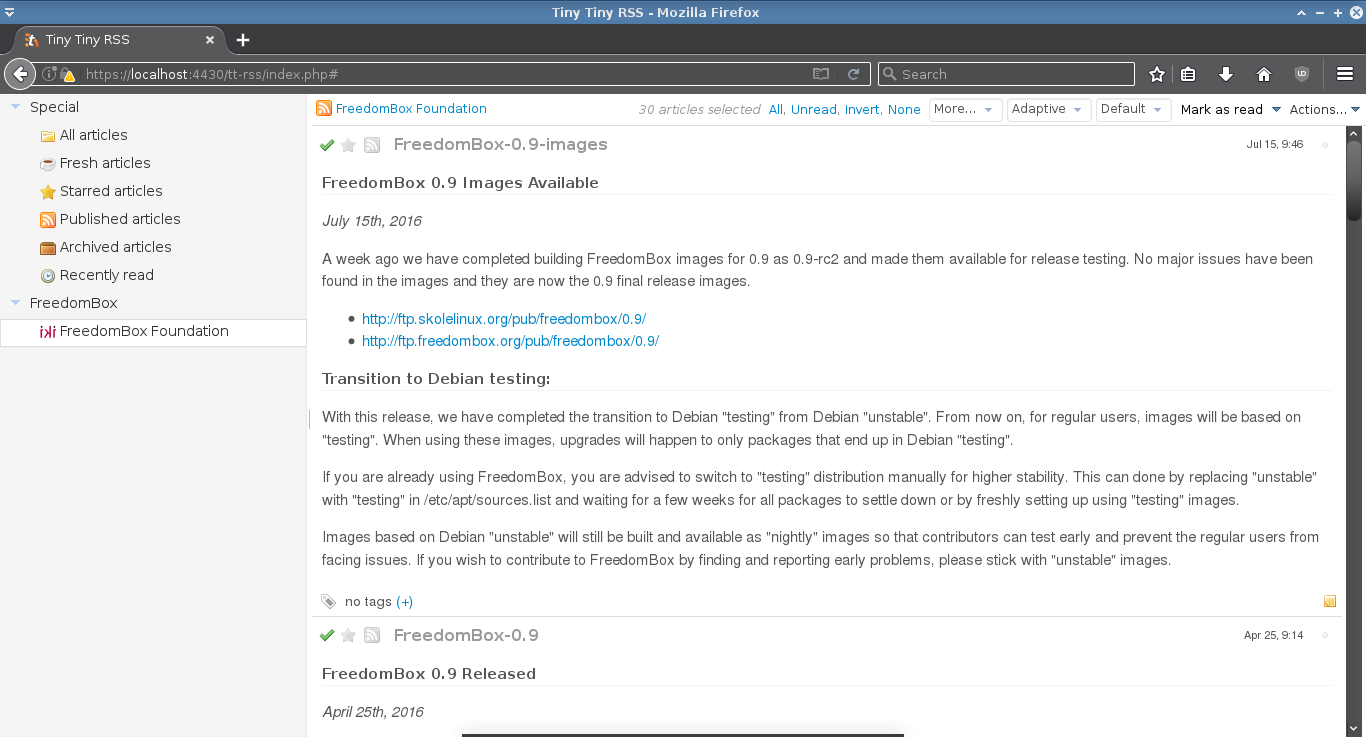 Tiny Tiny RSS - Mozilla Firefox
Tiny Tiny RSS
https://localhost:4430/tt-rss/index.php#
Search
Special
All articles
Fresh articles
Starred articles
Published articles
Archived articles
Recently read
FreedomBox
FreedomBox Foundation
FreedomBox Foundation 30 articles selected All, Unread, Invert, None More... Adaptive Default Mark as read Actions...
FreedomBox-0.9-images Jul 15, 9:46
FreedomBox 0.9 Images Available
July 15th, 2016
A week ago we have completed building FreedomBox images for 0.9 as 0.9-rc2 and made them available for release testing. No major issues have been
found in the images and they are now the 0.9 final release images.
• http://ftp.skolelinux.org/pub/freedombox/0.9/
• http://ftp.freedombox.org/pub/freedombox/0.9/
Transition to Debian testing:
With this release, we have completed the transition to Debian "testing" from Debian "unstable". From now on, for regular users, images will be based on
"testing". When using these images, upgrades will happen to only packages that end up in Debian "testing".
If you are already using FreedomBox, you are advised to switch to "testing" distribution manually for higher stability. This can done by replacing "unstable"
with "testing" in /etc/apt/sources.list and waiting for a few weeks for all packages to settle down or by freshly setting up using "testing" images.
Images based on Debian "unstable" will still be built and available as "nightly" images so that contributors can test early and prevent the regular users from
facing issues. If you wish to contribute to FreedomBox by finding and reporting early problems, please stick with "unstable" images.
no tags (+)
FreedomBox-0.9 Apr 25, 9:14
FreedomBox 0.9 Released
April 25th, 2016